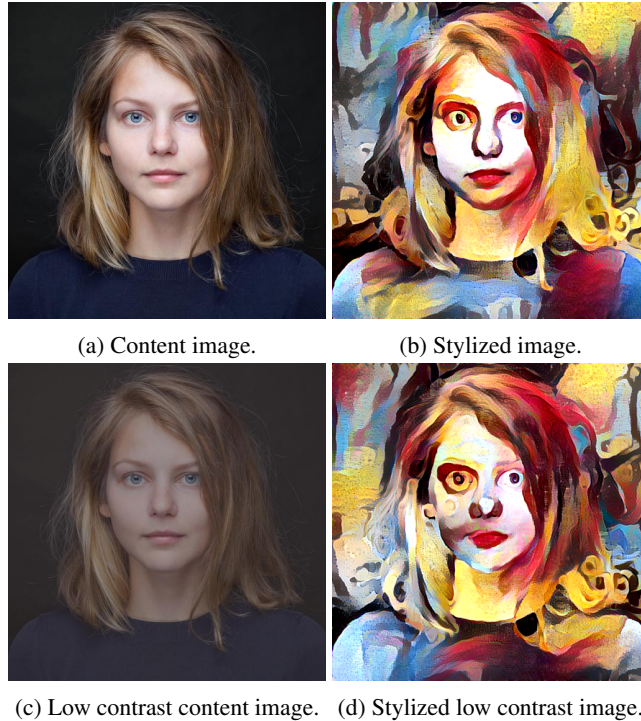 (a) Content image.
(b) Stylized image.
(c) Low contrast content image.
(d) Stylized low contrast image.